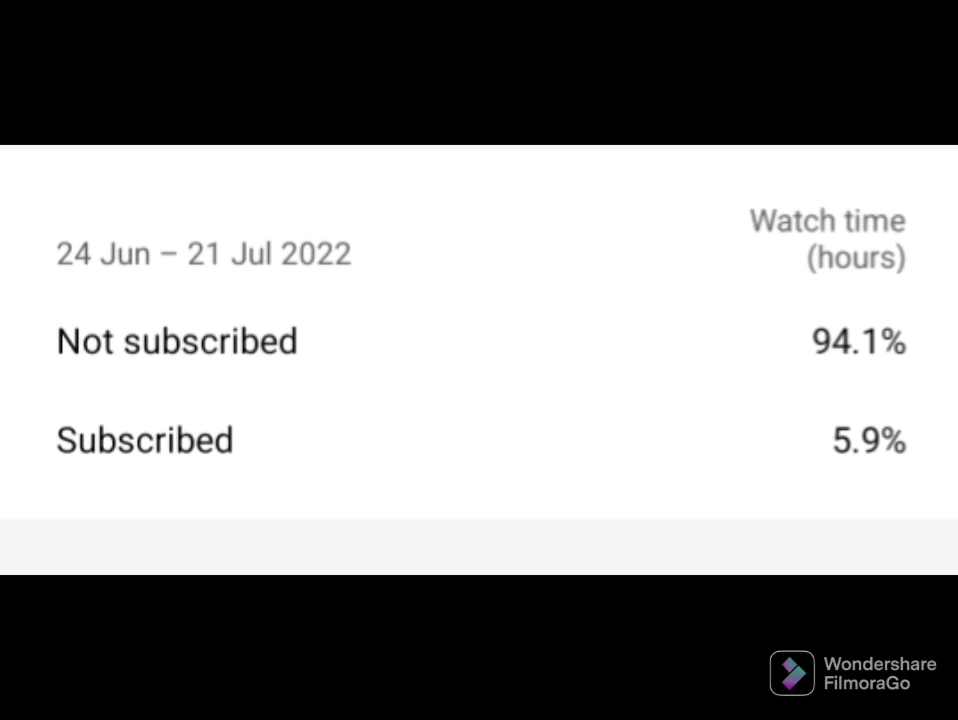 Watch time
24 Jun – 21 Jul 2022 (hours)
Not subscribed 94.1%
Subscribed 5.9%
Wondershare
FilmoraGo